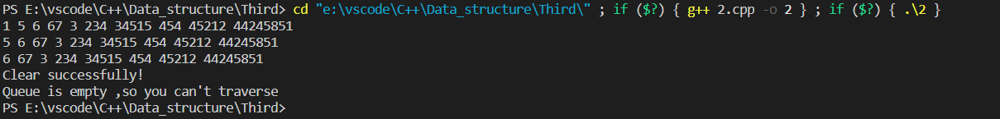 PS E:\vscode\C++\Data_structure\Third> cd "e:\vscode\C++\Data_structure\Third\" ; if ($?) { g++ 2.cpp -o 2 } ; if ($?) { .\2 }
1 5 6 67 3 234 34515 454 45212 44245851
5 6 67 3 234 34515 454 45212 44245851
6 67 3 234 34515 454 45212 44245851
Clear successfully!
Queue is empty ,so you can't traverse
PS E:\vscode\C++\Data_structure\Third>